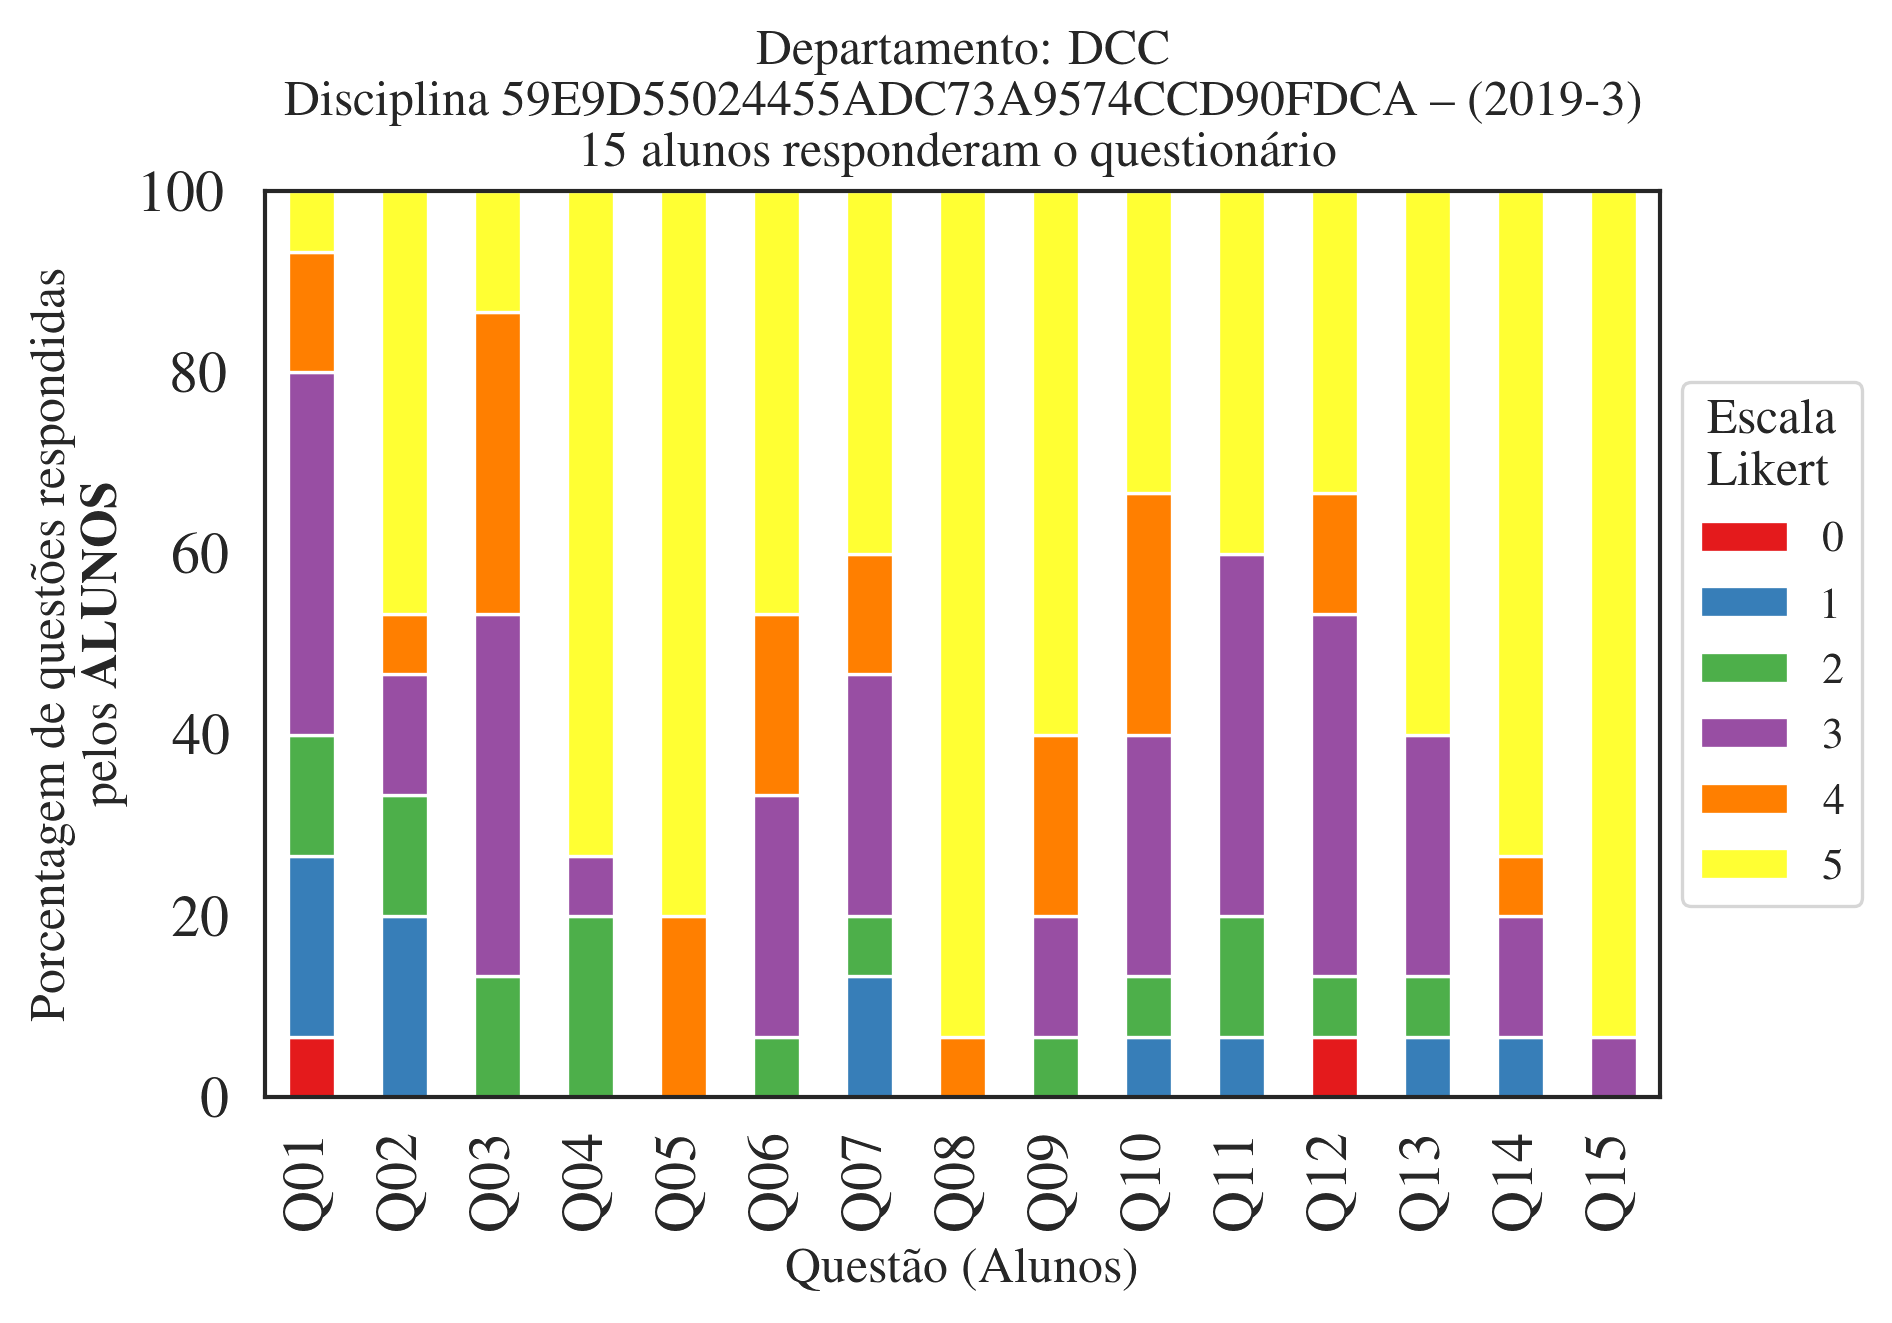 Departamento: DCC
Disciplina 59E9D55024455ADC73A9574CCD90FDCA – (2019-3)
15 alunos responderam o questionário
Porcentagem de questões respondidas
pelos ALUNOS
100
80
60
40
20
0
Q01
Q02
Q03
Q04
Q05
Q06
Q07
Q08
Q09
Q10
Q11
Q12
Q13
Q14
Q15
Questão (Alunos)
Escala
Likert
0
1
2
3
4
5